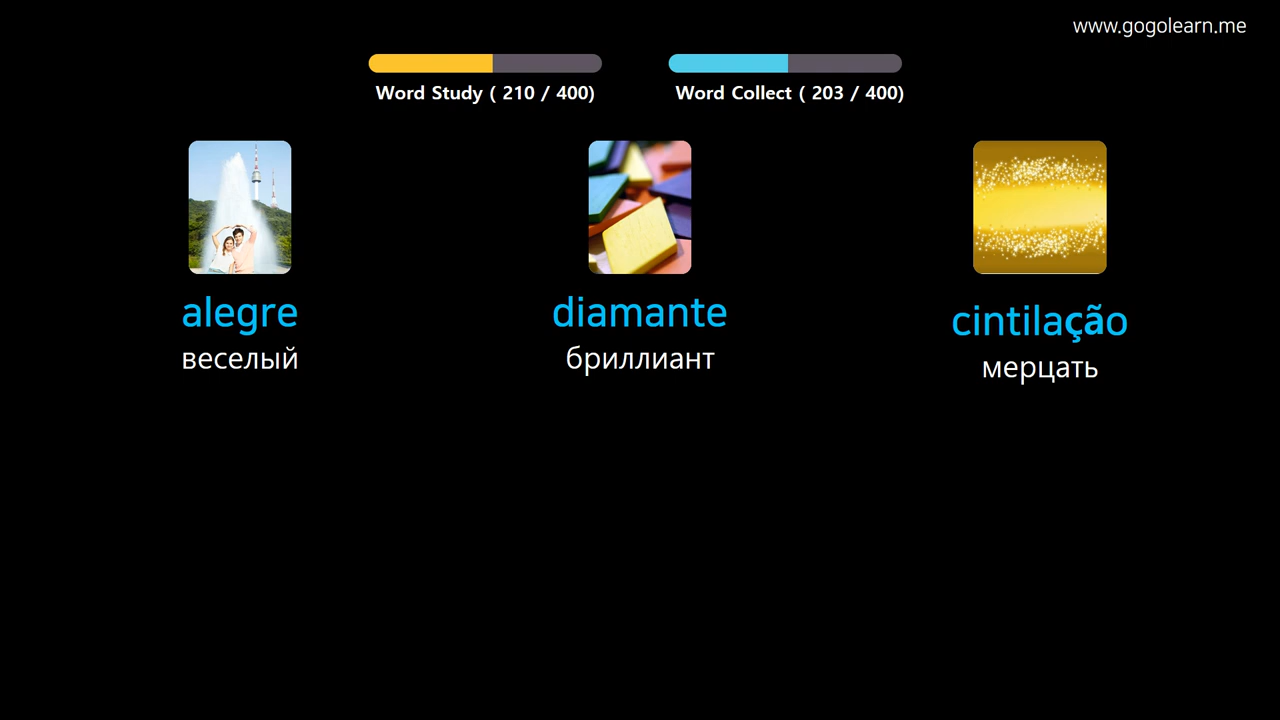 www.gogolearn.me
Word Study ( 210 / 400)
Word Collect ( 203 / 400)
alegre
веселый
diamante
бриллиант
cintilação
мерцать